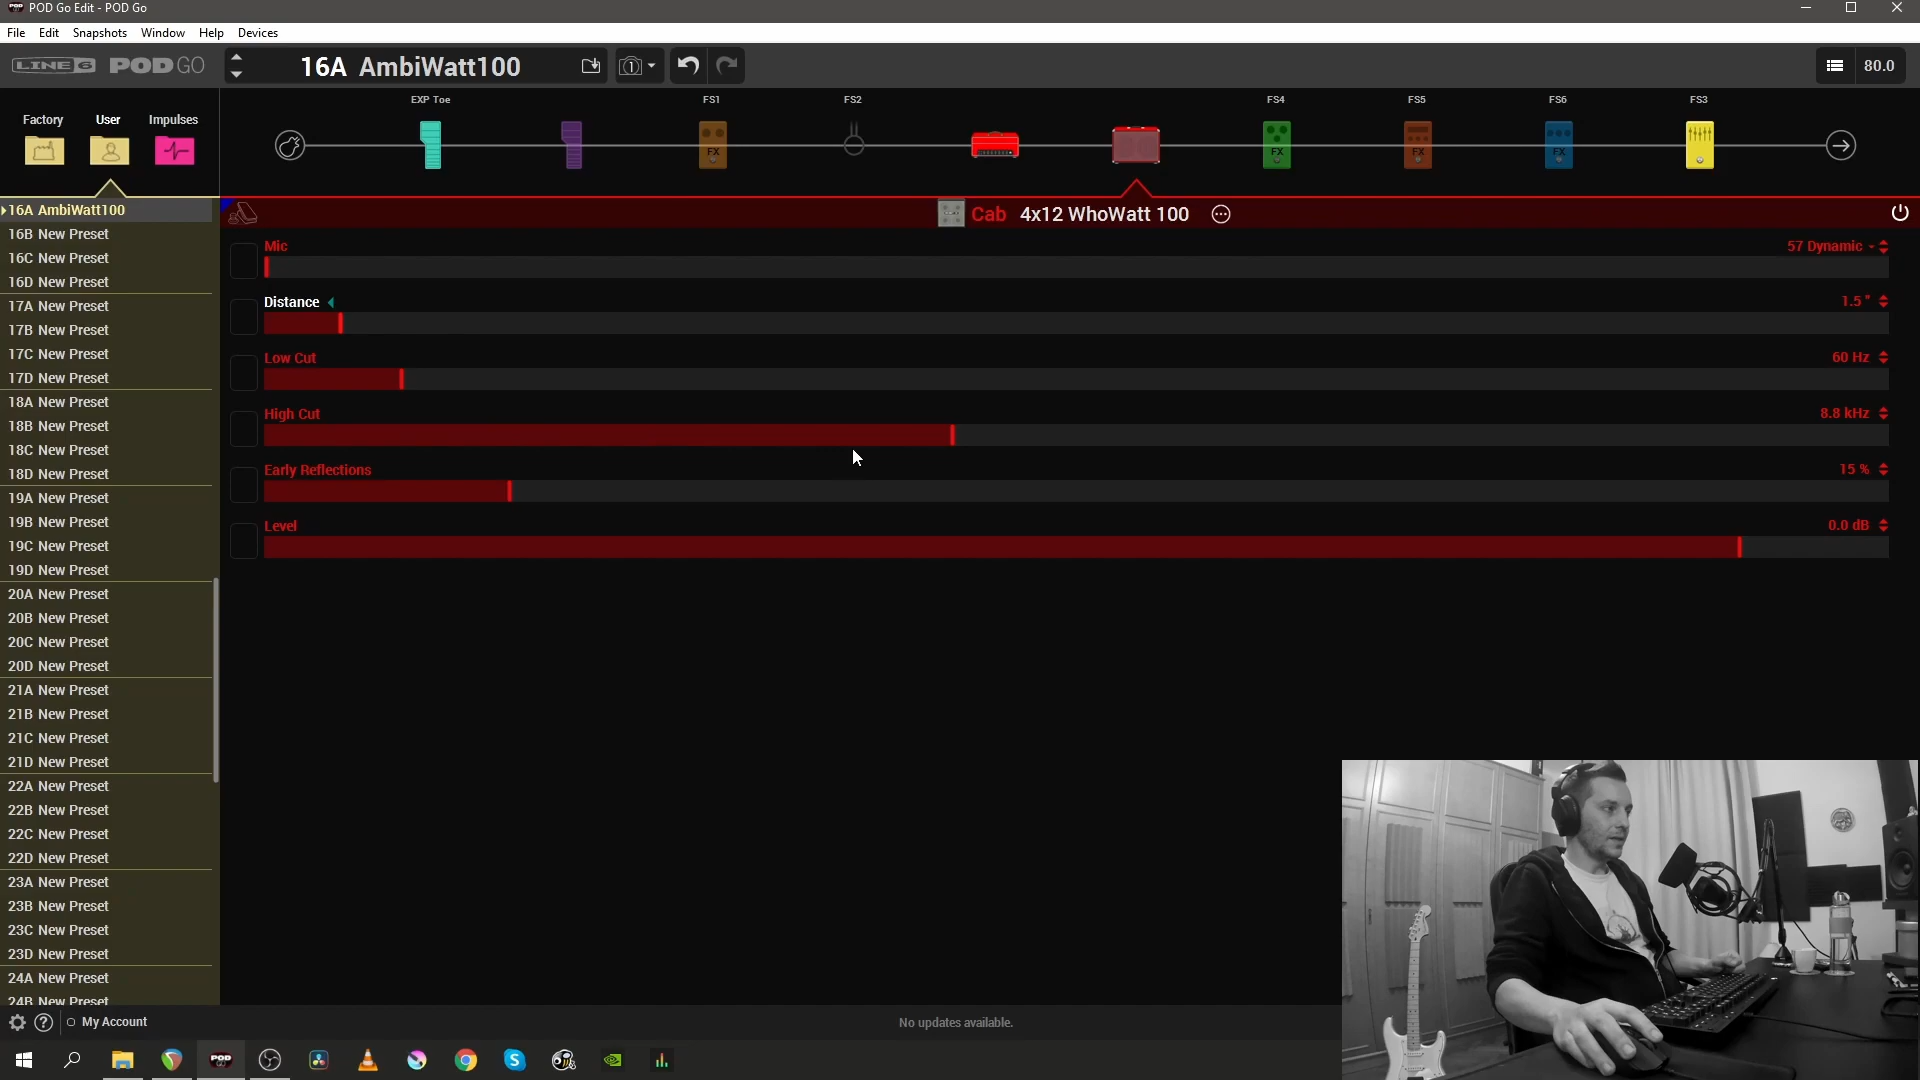 POD Go Edit - POD Go
File Edit Snapshots Window Help Devices
LINE 6 POD GO
16A AmbiWatt100
1
80.0
Factory User Impulses
EXP Toe FS1 FS2 FS4 FS5 FS6 FS3
FX FX FX FX
16A AmbiWatt100
16B New Preset
16C New Preset
16D New Preset
17A New Preset
17B New Preset
17C New Preset
17D New Preset
18A New Preset
18B New Preset
18C New Preset
18D New Preset
19A New Preset
19B New Preset
19C New Preset
19D New Preset
20A New Preset
20B New Preset
20C New Preset
20D New Preset
21A New Preset
21B New Preset
21C New Preset
21D New Preset
22A New Preset
22B New Preset
22C New Preset
22D New Preset
23A New Preset
23B New Preset
23C New Preset
23D New Preset
24A New Preset
24B New Preset
Cab 4x12 WhoWatt 100
Mic 57 Dynamic
Distance 1.5 "
Low Cut 60 Hz
High Cut 8.8 kHz
Early Reflections 15 %
Level 0.0 dB
My Account
No updates available.
POD